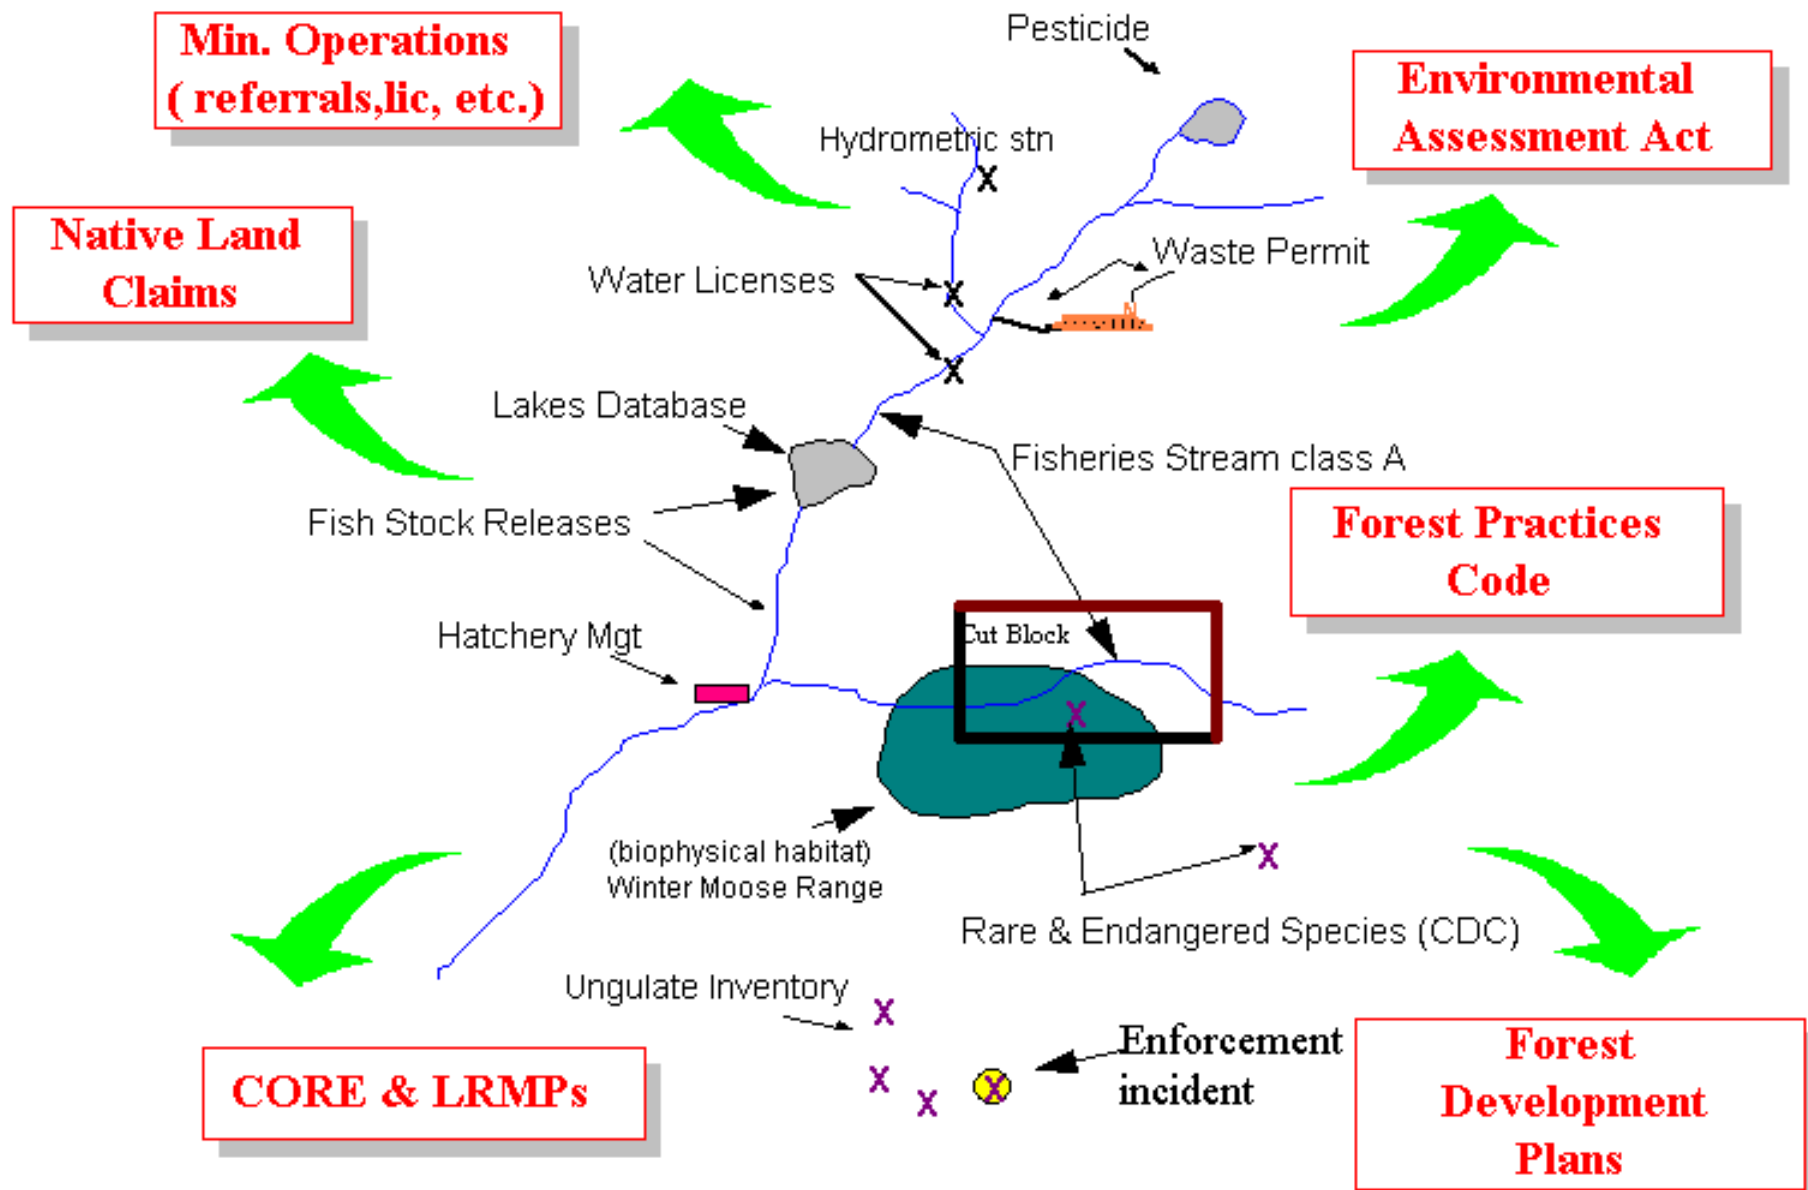 Pesticide
Min. Operations
( referrals,lic, etc.)
Environmental
Assessment Act
Hydrometric stn
X
Native Land
Claims
Waste Permit
Water Licenses
X
X
Lakes Database
Fisheries Stream class A
Fish Stock Releases
Forest Practices
Code
Hatchery Mgt
Cut Block
X
(biophysical habitat)
Winter Moose Range
X
Rare & Endangered Species (CDC)
Ungulate Inventory
X
Enforcement
incident
X
X
X
CORE & LRMPs
Forest
Development
Plans